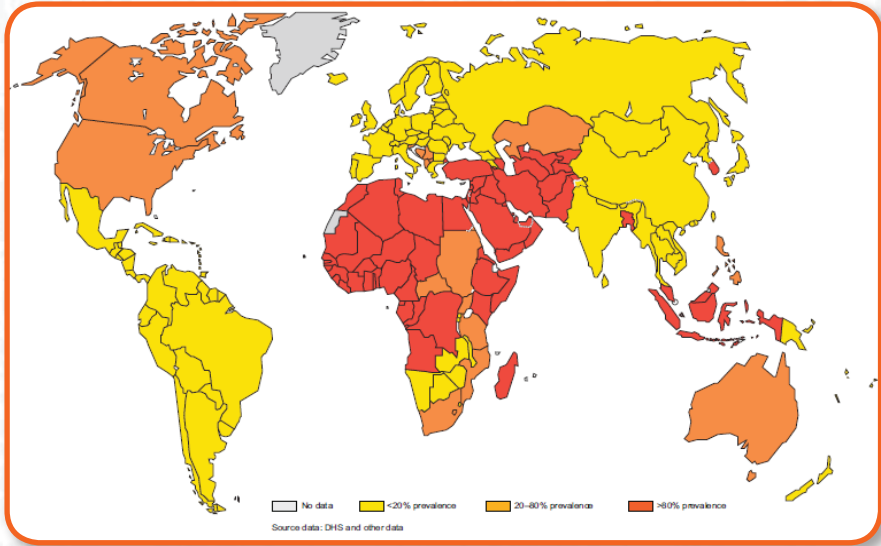 No data <20% prevalence 20–80% prevalence >80% prevalence
Source data: DHS and other data